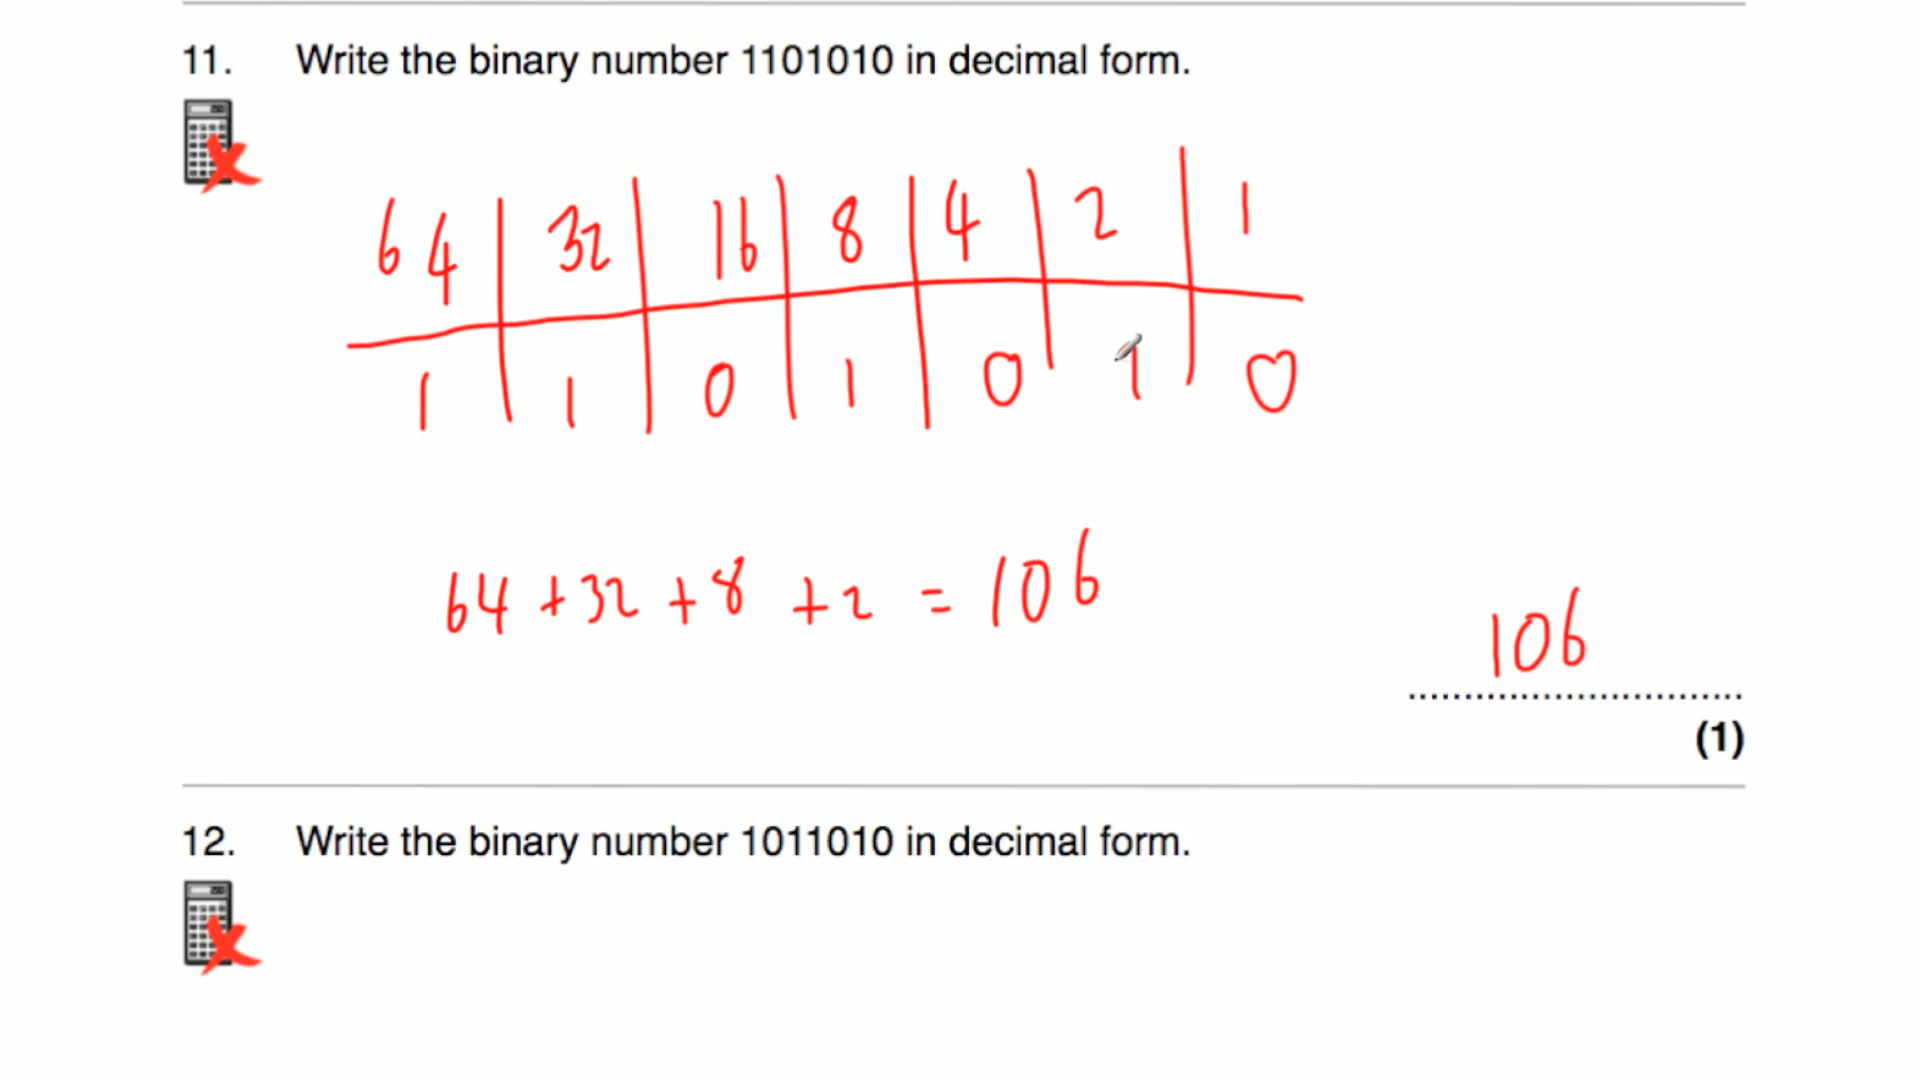 11. Write the binary number 1101010 in decimal form.
64 32 16 8 4 2 1
1 1 0 1 0 1 0
64 + 32 + 8 + 2 = 106
106
(1)
12. Write the binary number 1011010 in decimal form.